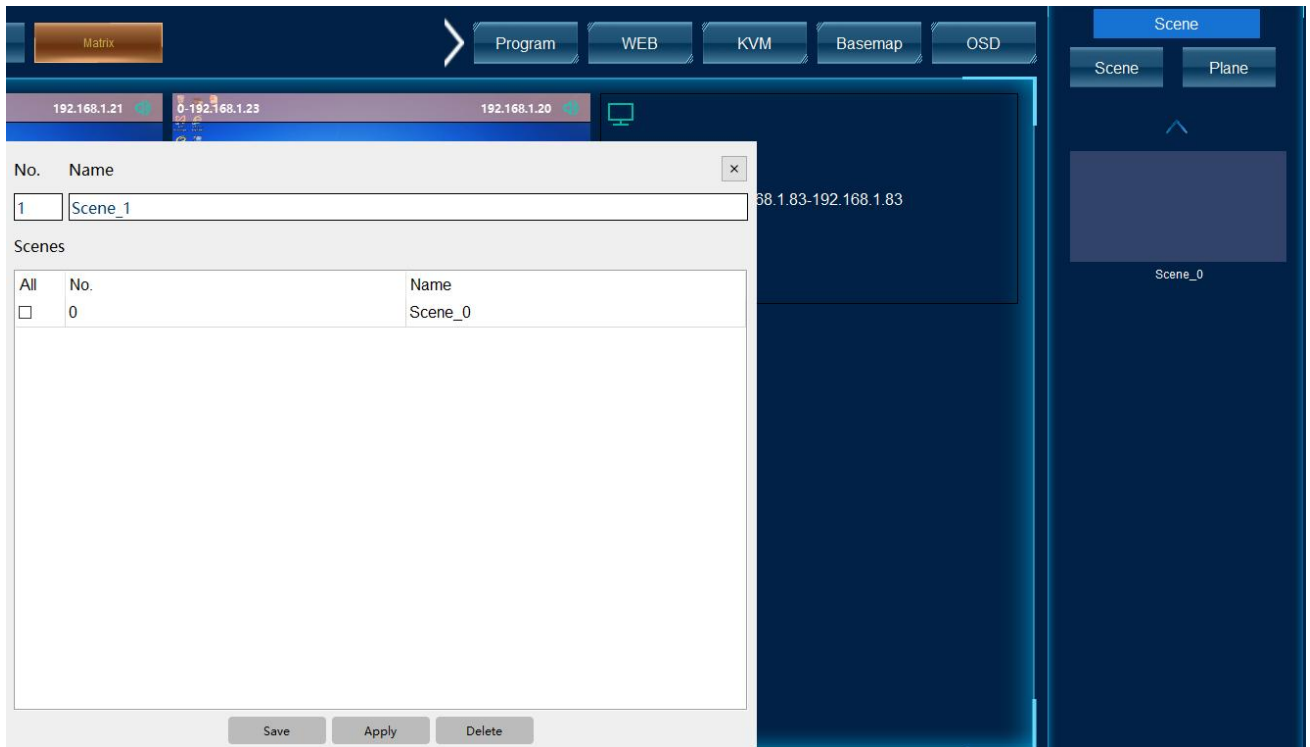 Matrix
Program
WEB
KVM
Basemap
OSD
Scene
Scene
Plane
192.168.1.21
0-192.168.1.23
192.168.1.20
68.1.83-192.168.1.83
Scene_0
No. Name
×
1 Scene_1
Scenes
All No. Name
0 Scene_0
Save Apply Delete